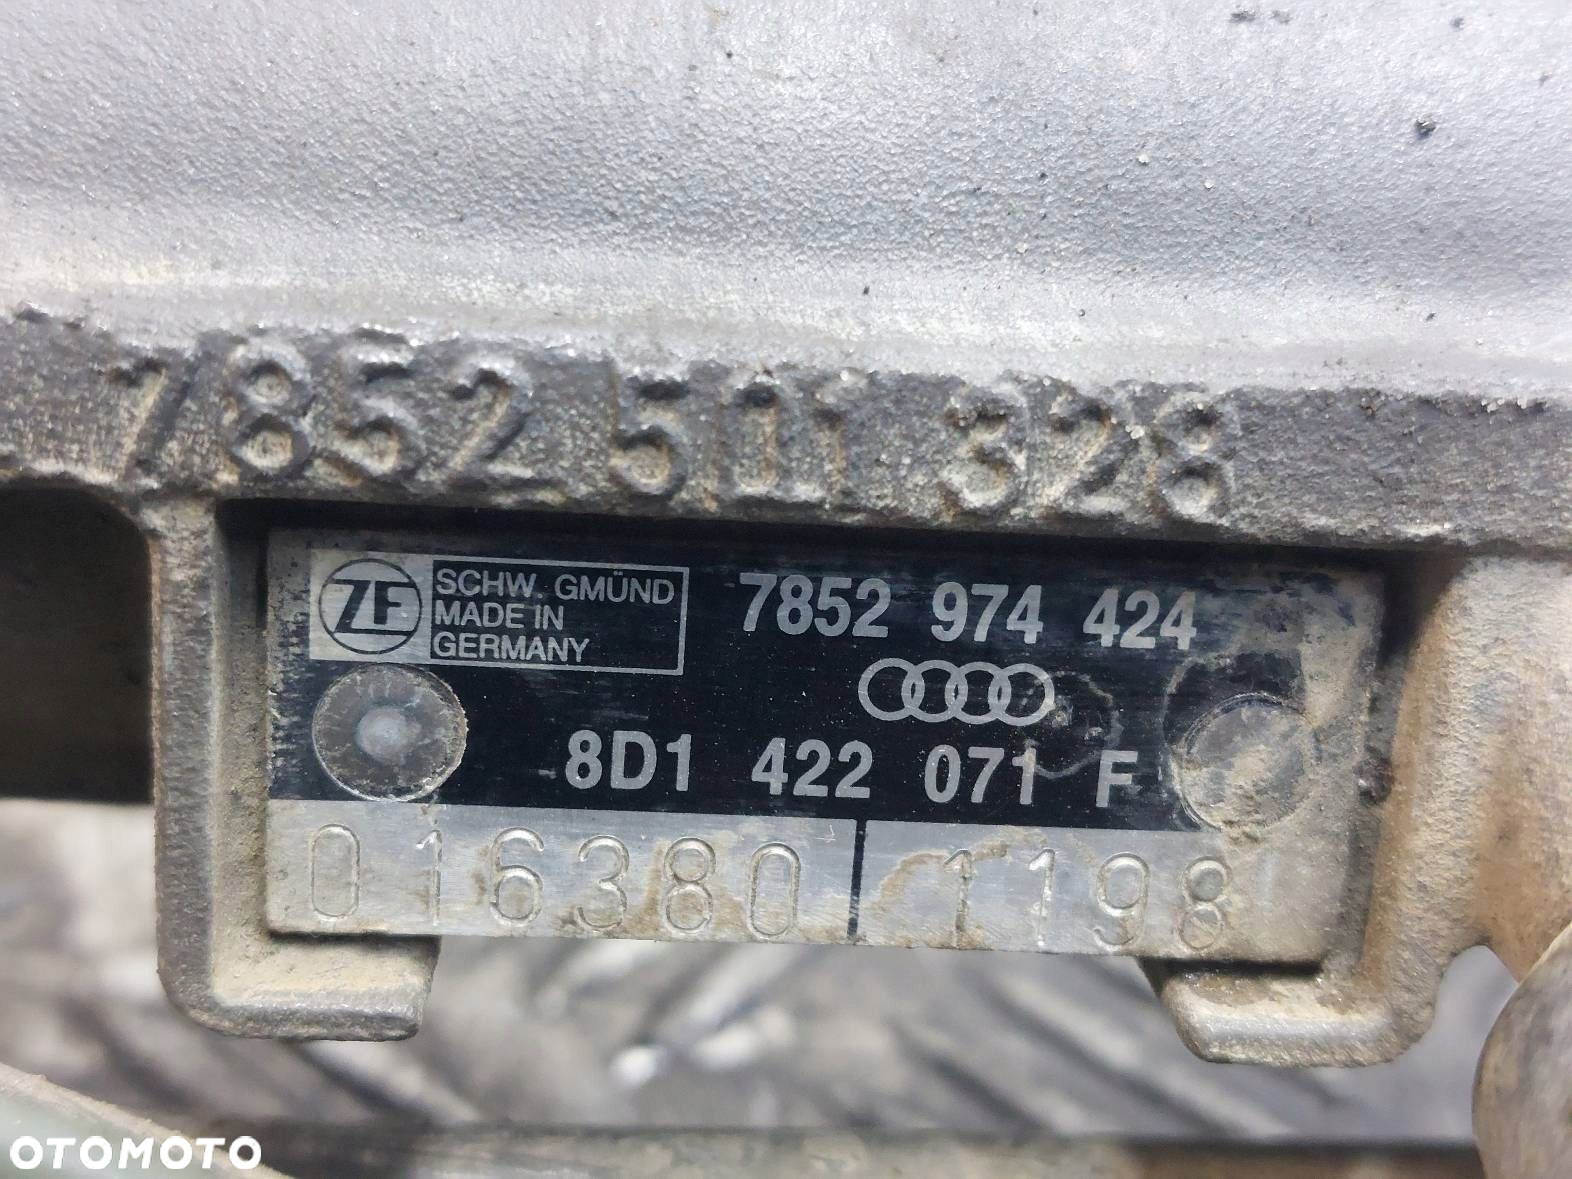 7852 501 328
ZF SCHW. GMÜND
MADE IN
GERMANY
7852 974 424
8D1 422 071 F
016380 1198
OTOMOTO